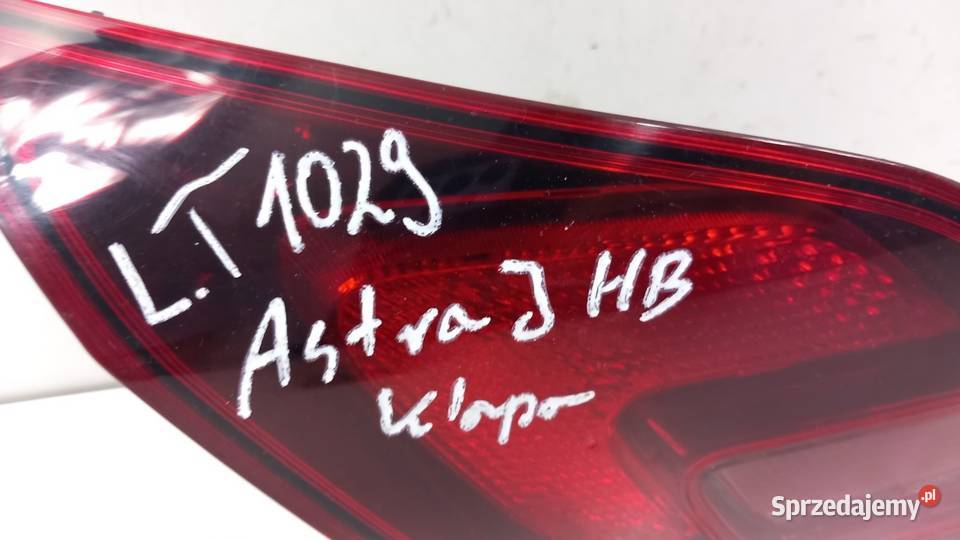 L.T 1029
Astra J HB
Klapa
Sprzedajemy.pl